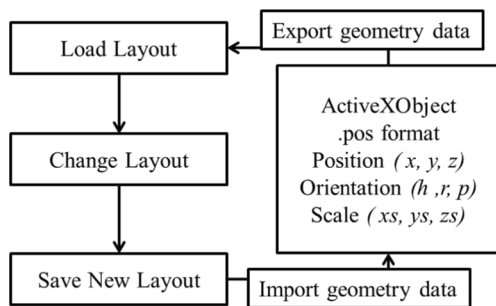 Load Layout
Export geometry data
ActiveXObject
.pos format
Position ( x, y, z)
Orientation (h ,r, p)
Scale ( xs, ys, zs)
Change Layout
Save New Layout
Import geometry data